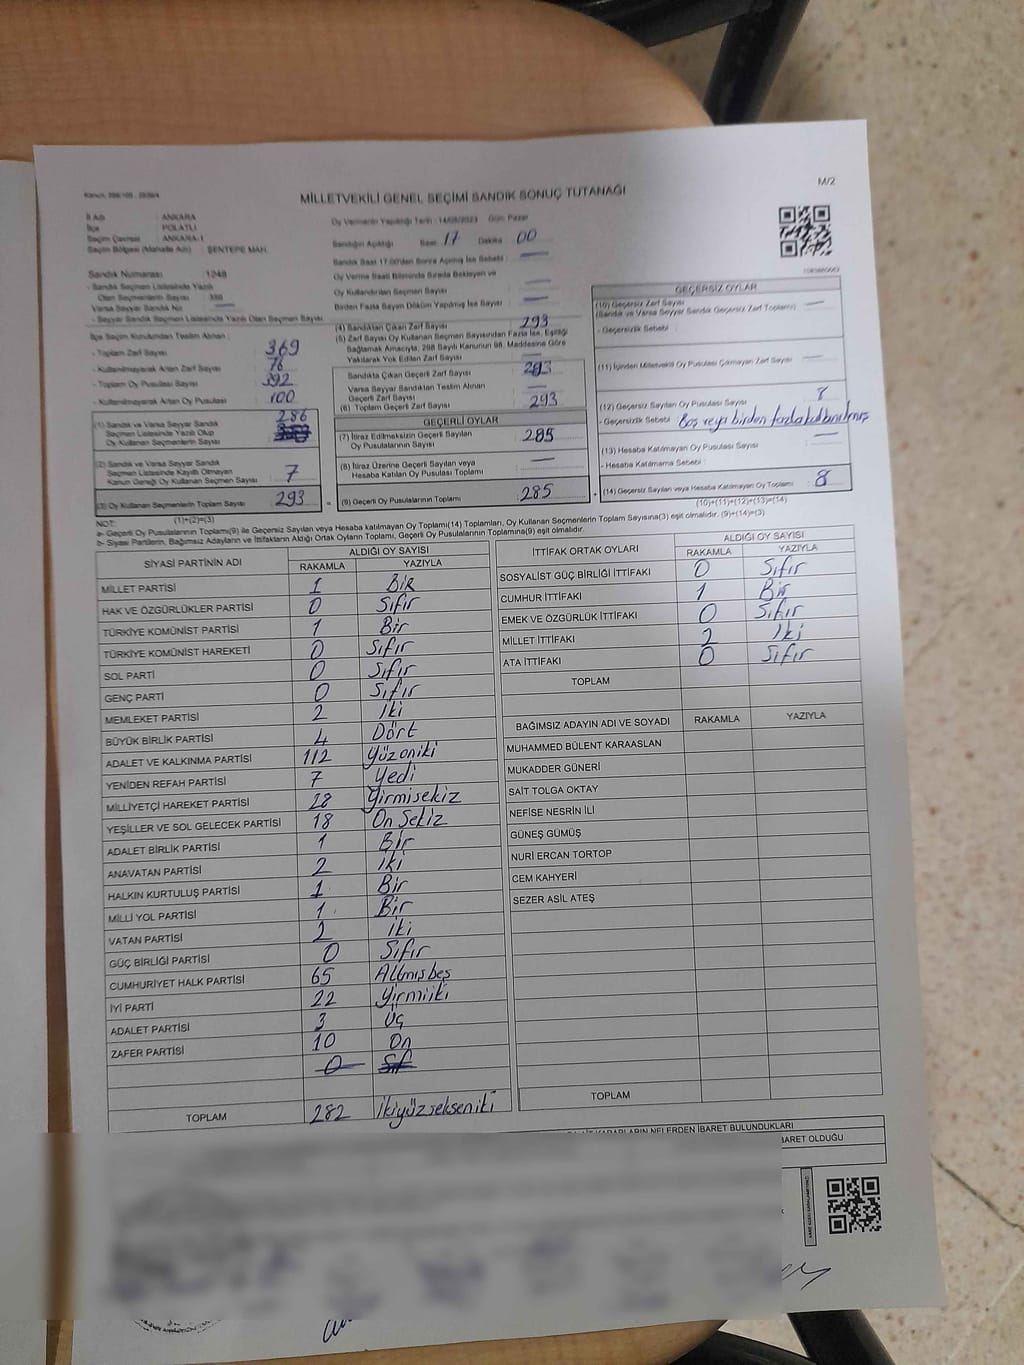 MİLLETVEKİLİ GENEL SEÇİMİ SANDIK SONUÇ TUTANAĞI
M/2
İl Adı : ANKARA
İlçe : POLATLI
Seçim Çevresi : ANKARA-1
Seçim Bölgesi (Mahalle Adı) : ŞENTEPE MAH.
Oy Vermenin Yapıldığı Tarih : 14/05/2023 Gün: Pazar
Sandığın Açıldığı Saat: 17 Dakika 00
Sandık Saat 17:00'den Sonra Açılmış İse Sebebi : —
Oy Verme Saati Bitiminde Sırada Bekleyen ve
Oy Kullandırılan Seçmen Sayısı : —
Birden Fazla Sayım Döküm Yapılmış İse Sayısı : —
Sandık Numarası : 1248
- Sandık Seçmen Listesinde Yazılı
Olan Seçmenlerin Sayısı :
Varsa Seyyar Sandık No : —
- Seyyar Sandık Seçmen Listesinde Yazılı Olan Seçmen Sayısı
İlçe Seçim Kurulundan Teslim Alınan :
- Toplam Zarf Sayısı 369
- Kullanılmayarak Artan Zarf Sayısı 76
- Toplam Oy Pusulası Sayısı 392
- Kullanılmayarak Artan Oy Pusulası 100
(1) Sandık ve Varsa Seyyar Sandık
Seçmen Listesinde Yazılı Olup
Oy Kullanan Seçmenlerin Sayısı 286
(2) Sandık ve Varsa Seyyar Sandık
Seçmen Listesinde Kayıtlı Olmayan
Kanun Gereği Oy Kullanan Seçmen Sayısı 7
(3) Oy Kullanan Seçmenlerin Toplam Sayısı 293
(1)+(2)=(3)
(4) Sandıktan Çıkan Zarf Sayısı 293
(5) Zarf Sayısı Oy Kullanan Seçmen Sayısından Fazla İse, Eşitliği
Sağlamak Amacıyla, 298 Sayılı Kanunun 98. Maddesine Göre
Yakılarak Yok Edilen Zarf Sayısı —
Sandıkta Çıkan Geçerli Zarf Sayısı 293
Varsa Seyyar Sandıktan Teslim Alınan
Geçerli Zarf Sayısı —
(6) Toplam Geçerli Zarf Sayısı 293
GEÇERLİ OYLAR
(7) İtiraz Edilmeksizin Geçerli Sayılan
Oy Pusulalarının Sayısı 285
(8) İtiraz Üzerine Geçerli Sayılan veya
Hesaba Katılan Oy Pusulası Toplamı —
= (9) Geçerli Oy Pusulalarının Toplamı 285
GEÇERSİZ OYLAR
(10) Geçersiz Zarf Sayısı
(Sandık ve Varsa Seyyar Sandık Geçersiz Zarf Toplamı) —
- Geçersizlik Sebebi :
(11) İçinden Milletvekili Oy Pusulası Çıkmayan Zarf Sayısı —
(12) Geçersiz Sayılan Oy Pusulası Sayısı 8
- Geçersizlik Sebebi : Boş veya birden fazla kullanılmış
(13) Hesaba Katılmayan Oy Pusulası Sayısı —
- Hesaba Katılmama Sebebi :
+ (14) Geçersiz Sayılan veya Hesaba Katılmayan Oy Toplamı 8
(10)+(11)+(12)+(13)=(14)
NOT:
a- Geçerli Oy Pusulalarının Toplamı(9) ile Geçersiz Sayılan veya Hesaba katılmayan Oy Toplamı(14) Toplamları, Oy Kullanan Seçmenlerin Toplam Sayısına(3) eşit olmalıdır. (9)+(14)=(3)
b- Siyasi Partilerin, Bağımsız Adayların ve İttifakların Aldığı Ortak Oyların Toplamı, Geçerli Oy Pusulalarının Toplamına(9) eşit olmalıdır.
SİYASİ PARTİNİN ADI ALDIĞI OY SAYISI
RAKAMLA YAZIYLA
MİLLET PARTİSİ 1 Bir
HAK VE ÖZGÜRLÜKLER PARTİSİ 0 Sıfır
TÜRKİYE KOMÜNİST PARTİSİ 1 Bir
TÜRKİYE KOMÜNİST HAREKETİ 0 Sıfır
SOL PARTİ 0 Sıfır
GENÇ PARTİ 0 Sıfır
MEMLEKET PARTİSİ 2 İki
BÜYÜK BİRLİK PARTİSİ 4 Dört
ADALET VE KALKINMA PARTİSİ 112 Yüzoniki
YENİDEN REFAH PARTİSİ 7 Yedi
MİLLİYETÇİ HAREKET PARTİSİ 28 Yirmisekiz
YEŞİLLER VE SOL GELECEK PARTİSİ 18 On Sekiz
ADALET BİRLİK PARTİSİ 1 Bir
ANAVATAN PARTİSİ 2 İki
HALKIN KURTULUŞ PARTİSİ 1 Bir
MİLLİ YOL PARTİSİ 1 Bir
VATAN PARTİSİ 2 İki
GÜÇ BİRLİĞİ PARTİSİ 0 Sıfır
CUMHURİYET HALK PARTİSİ 65 Altmışbeş
İYİ PARTİ 22 Yirmiiki
ADALET PARTİSİ 3 Üç
ZAFER PARTİSİ 10 On
0 Sıf
TOPLAM 282 İkiyüzsekseniki
İTTİFAK ORTAK OYLARI ALDIĞI OY SAYISI
RAKAMLA YAZIYLA
SOSYALİST GÜÇ BİRLİĞİ İTTİFAKI 0 Sıfır
CUMHUR İTTİFAKI 1 Bir
EMEK VE ÖZGÜRLÜK İTTİFAKI 0 Sıfır
MİLLET İTTİFAKI 2 İki
ATA İTTİFAKI 0 Sıfır
TOPLAM
BAĞIMSIZ ADAYIN ADI VE SOYADI RAKAMLA YAZIYLA
MUHAMMED BÜLENT KARAASLAN
MUKADDER GÜNERİ
SAİT TOLGA OKTAY
NEFİSE NESRİN İLİ
GÜNEŞ GÜMÜŞ
NURİ ERCAN TORTOP
CEM KAHYERİ
SEZER ASİL ATEŞ
TOPLAM
KARARLARIN NELERDEN İBARET BULUNDUKLARI
BARET OLDUĞU